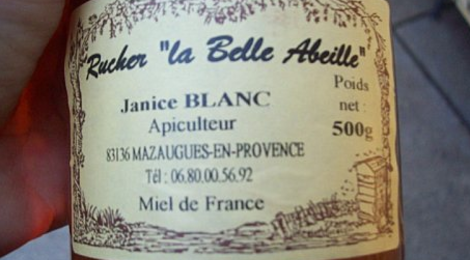 Rucher "la Belle Abeille"
Janice BLANC
Apiculteur
83136 MAZAUGUES-EN-PROVENCE
Tél : 06.80.00.56.92
Miel de France
Poids
net :
500g